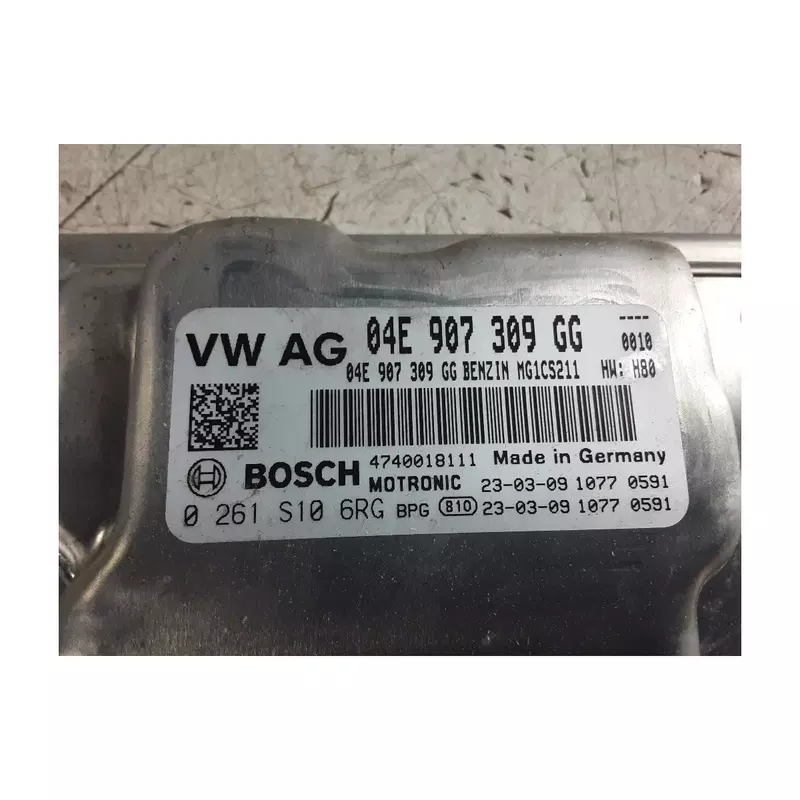 VW AG 04E 907 309 GG ----
0010
04E 907 309 GG BENZIN MG1CS211 HW: H80
BOSCH 4740018111 Made in Germany
MOTRONIC 23-03-09 1077 0591
0 261 S10 6RG BPG 810 23-03-09 1077 0591